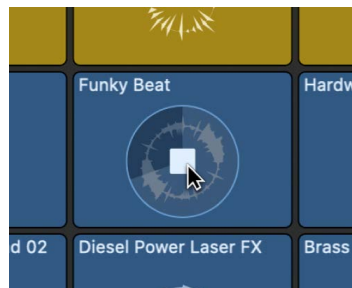 Funky Beat
Hardw
d 02
Diesel Power Laser FX
Brass